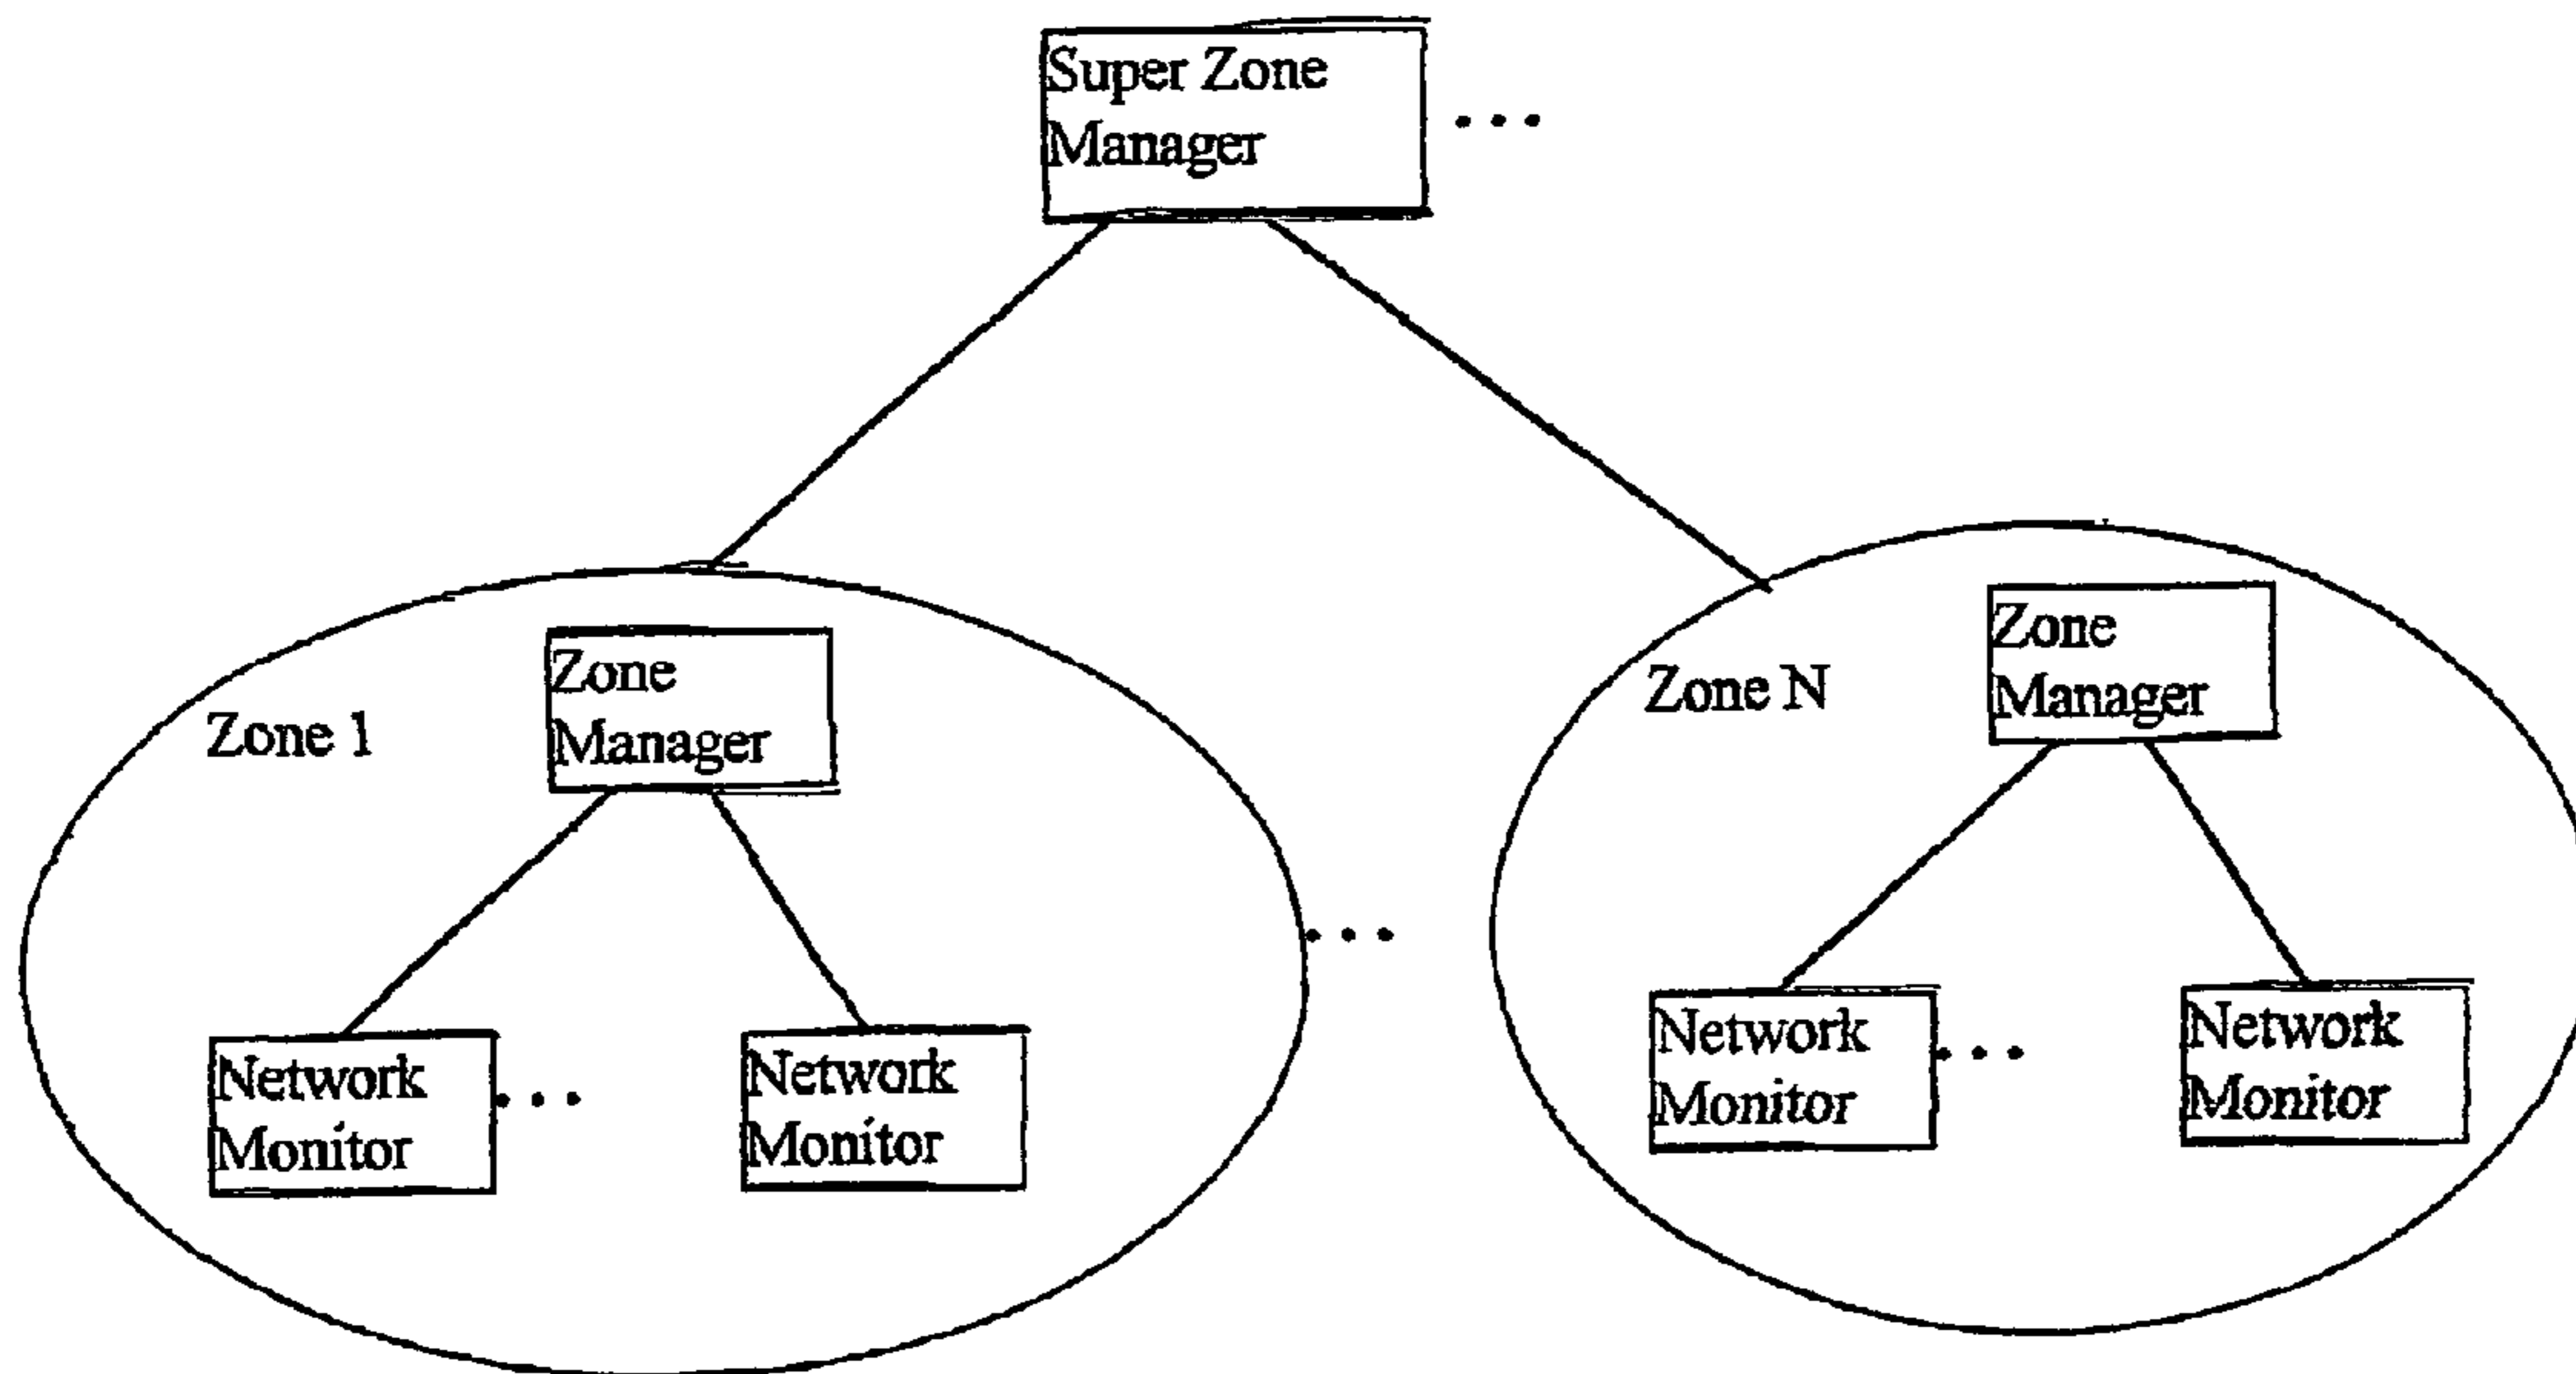 Super Zone
Manager
...
Zone 1
Zone
Manager
Zone N
Zone
Manager
...
Network
Monitor
...
Network
Monitor
Network
Monitor
...
Network
Monitor